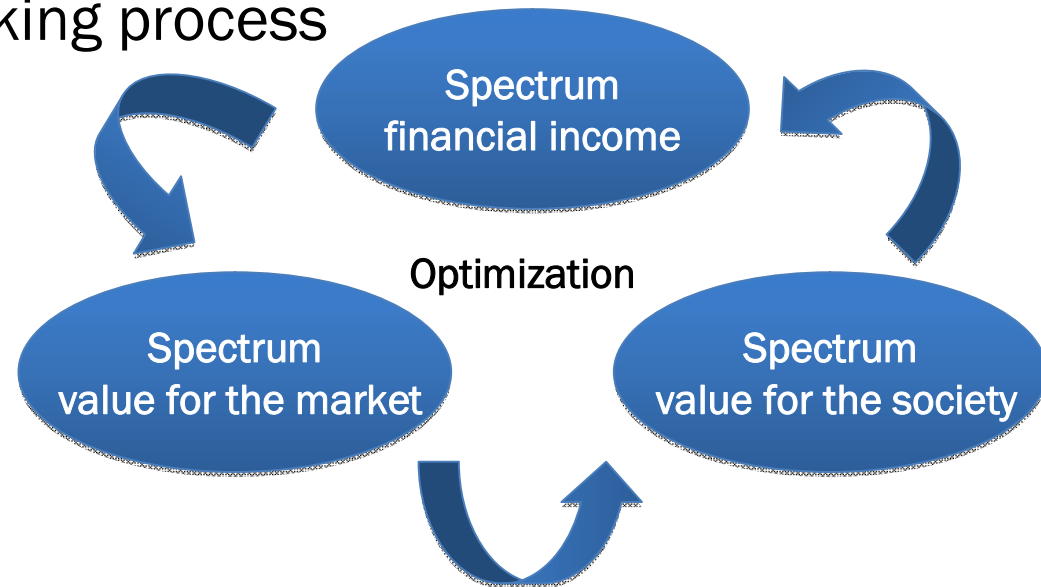 king process
Spectrum
financial income
Optimization
Spectrum
value for the market
Spectrum
value for the society